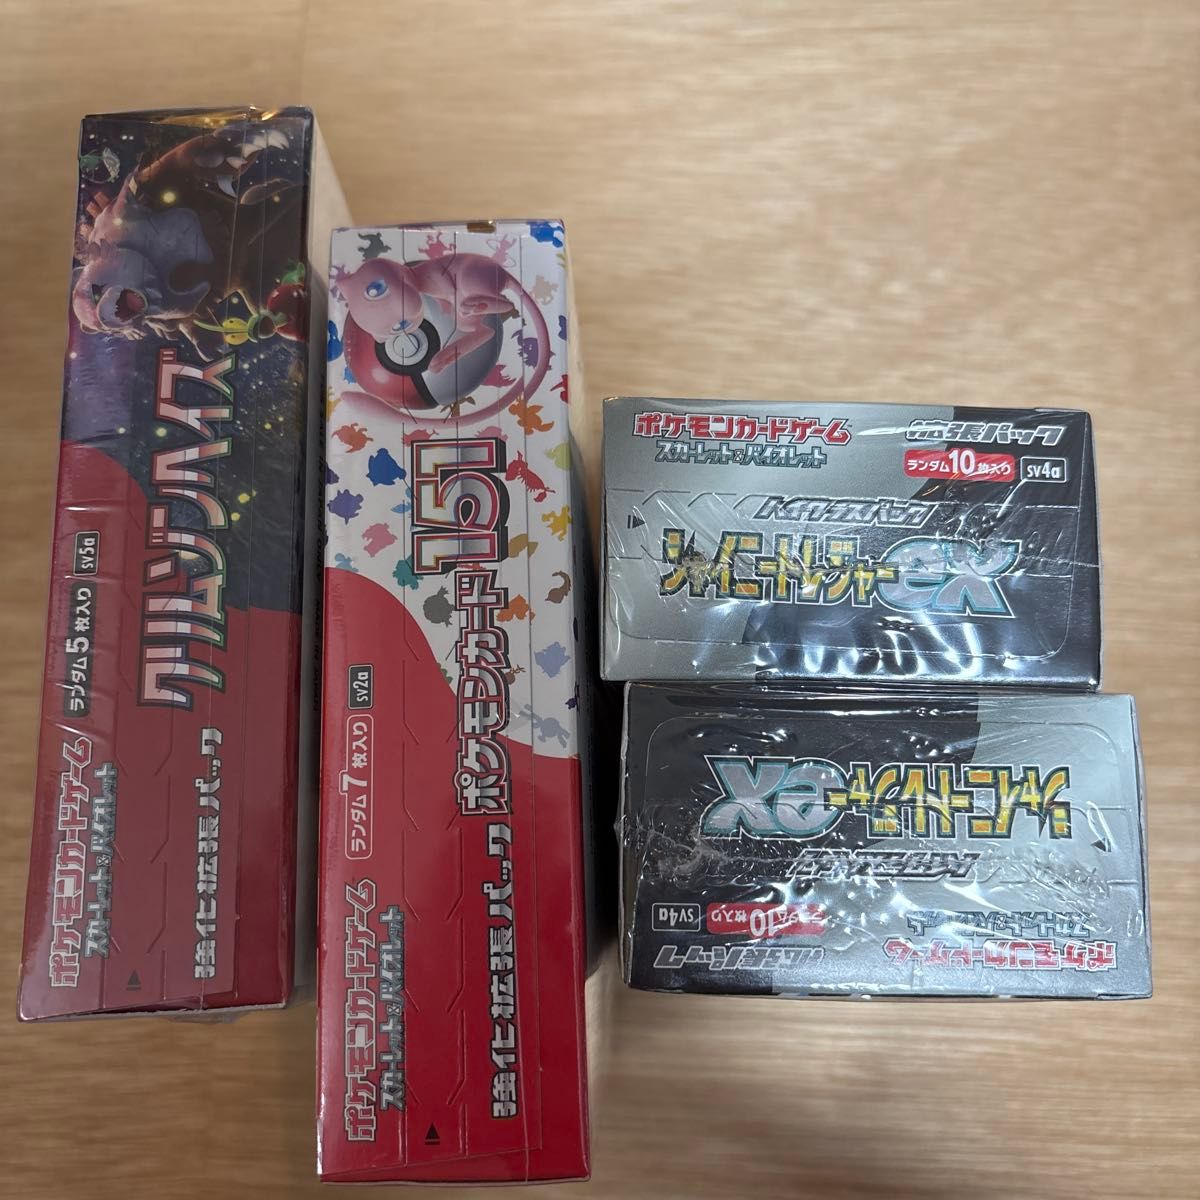 クリムゾンヘイズ
ランダム5枚入り sv5a
ポケモンカードゲーム
スカーレット&バイオレット
強化拡張パック
ポケモンカード151
ランダム7枚入り sv2a
ポケモンカードゲーム
スカーレット&バイオレット
強化拡張パック
ポケモンカードゲーム 拡張パック
スカーレット&バイオレット ランダム10枚入り sv4a
ハイクラスパック
シャイニートレジャーex
シャイニートレジャーex
ハイクラスパック
スカーレット&バイオレット ランダム10枚入り sv4a
ポケモンカードゲーム 拡張パック